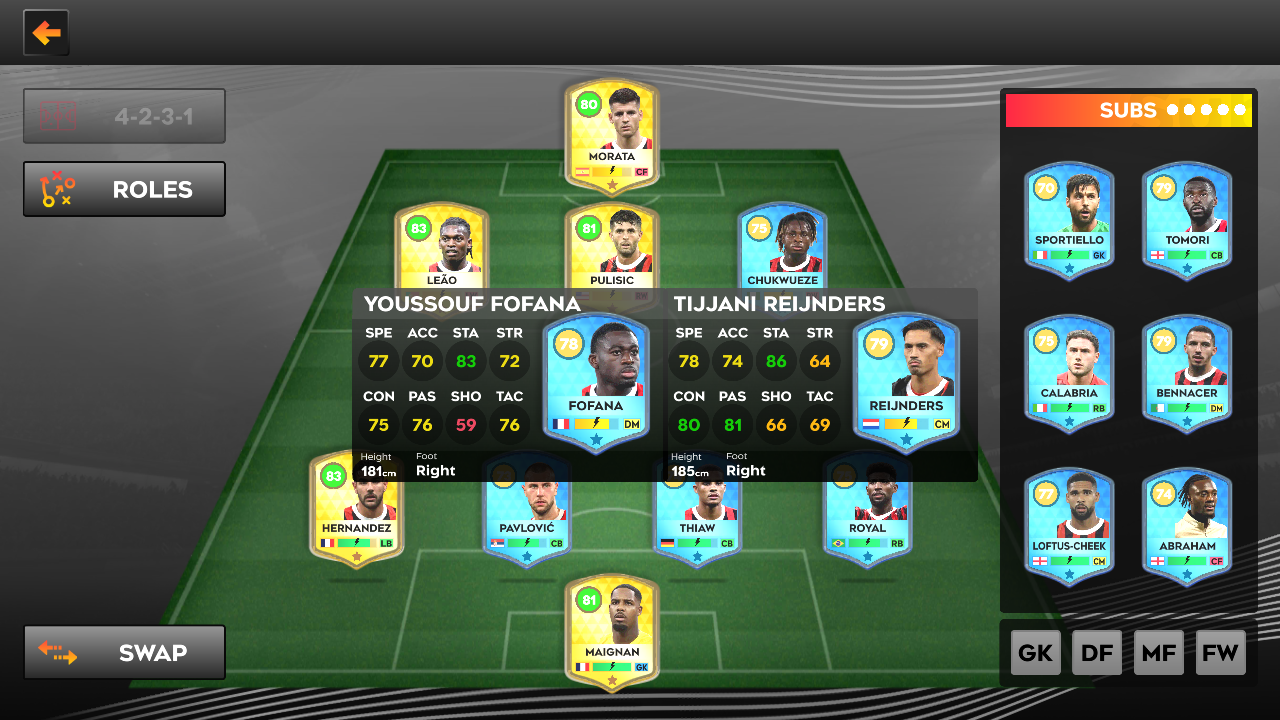 4-2-3-1
ROLES
80
MORATA
CF
83
LEÃO
81
PULISIC
75
CHUKWUEZE
YOUSSOUF FOFANA
SPE ACC STA STR
77 70 83 72
CON PAS SHO TAC
75 76 59 76
Height
181cm
Foot
Right
78
FOFANA
DM
TIJJANI REIJNDERS
SPE ACC STA STR
78 74 86 64
CON PAS SHO TAC
80 81 66 69
Height
185cm
Foot
Right
79
REIJNDERS
CM
83
HERNANDEZ
LB
PAVLOVIĆ
CB
THIAW
CB
ROYAL
RB
81
MAIGNAN
GK
SWAP
SUBS
70
SPORTIELLO
GK
79
TOMORI
CB
75
CALABRIA
RB
79
BENNACER
DM
77
LOFTUS-CHEEK
CM
74
ABRAHAM
CF
GK DF MF FW